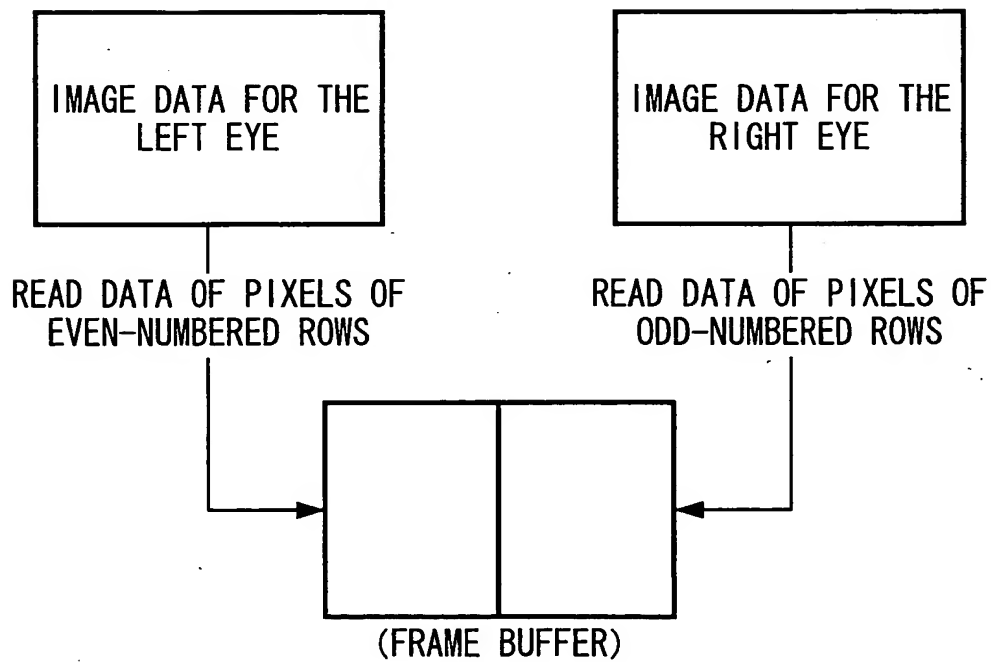 IMAGE DATA FOR THE
LEFT EYE
IMAGE DATA FOR THE
RIGHT EYE
READ DATA OF PIXELS OF
EVEN-NUMBERED ROWS
READ DATA OF PIXELS OF
ODD-NUMBERED ROWS
(FRAME BUFFER)